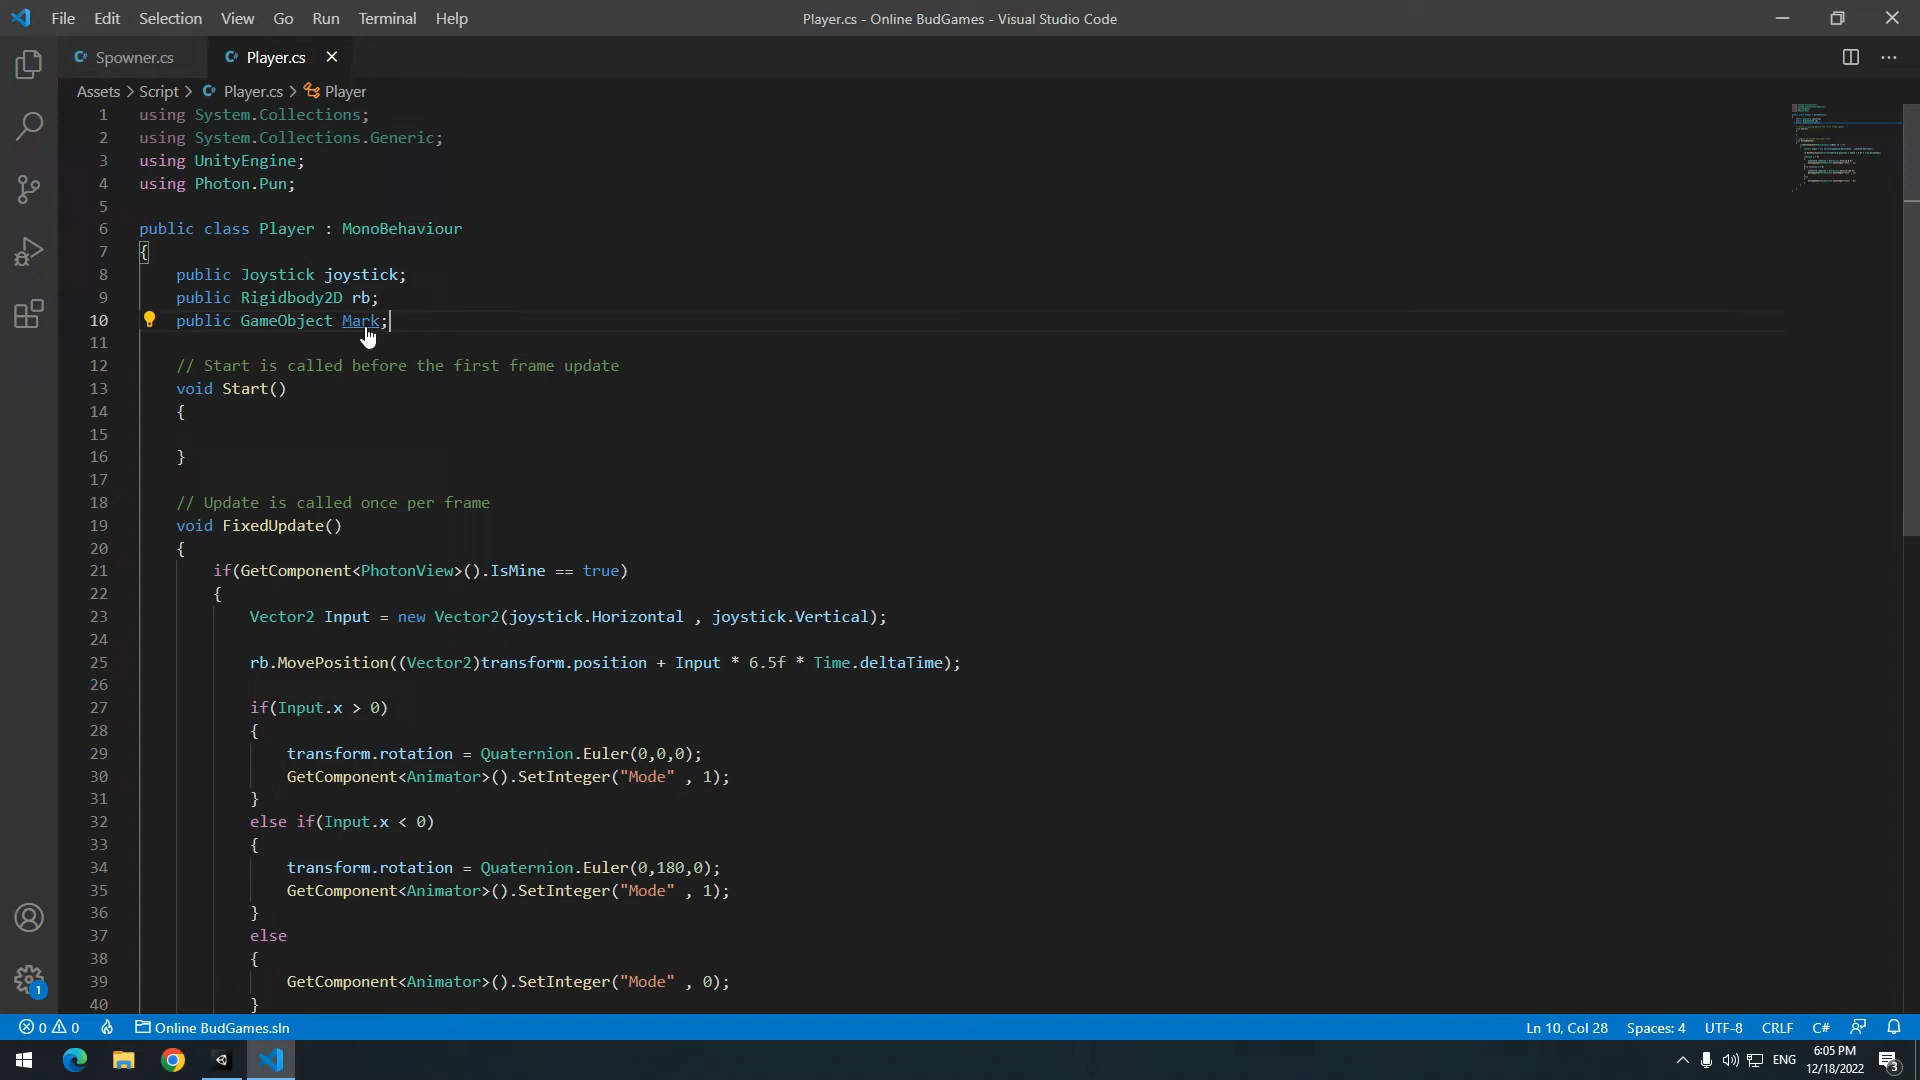 File Edit Selection View Go Run Terminal Help
Player.cs - Online BudGames - Visual Studio Code
Spowner.cs Player.cs
Assets > Script > Player.cs > Player
1 using System.Collections;
2 using System.Collections.Generic;
3 using UnityEngine;
4 using Photon.Pun;
5
6 public class Player : MonoBehaviour
7 {
8 public Joystick joystick;
9 public Rigidbody2D rb;
10 public GameObject Mark;
11
12 // Start is called before the first frame update
13 void Start()
14 {
15
16 }
17
18 // Update is called once per frame
19 void FixedUpdate()
20 {
21 if(GetComponent<PhotonView>().IsMine == true)
22 {
23 Vector2 Input = new Vector2(joystick.Horizontal , joystick.Vertical);
24
25 rb.MovePosition((Vector2)transform.position + Input * 6.5f * Time.deltaTime);
26
27 if(Input.x > 0)
28 {
29 transform.rotation = Quaternion.Euler(0,0,0);
30 GetComponent<Animator>().SetInteger("Mode" , 1);
31 }
32 else if(Input.x < 0)
33 {
34 transform.rotation = Quaternion.Euler(0,180,0);
35 GetComponent<Animator>().SetInteger("Mode" , 1);
36 }
37 else
38 {
39 GetComponent<Animator>().SetInteger("Mode" , 0);
40 }
1
0 0 Online BudGames.sln Ln 10, Col 28 Spaces: 4 UTF-8 CRLF C#
ENG 6:05 PM
12/18/2022 3